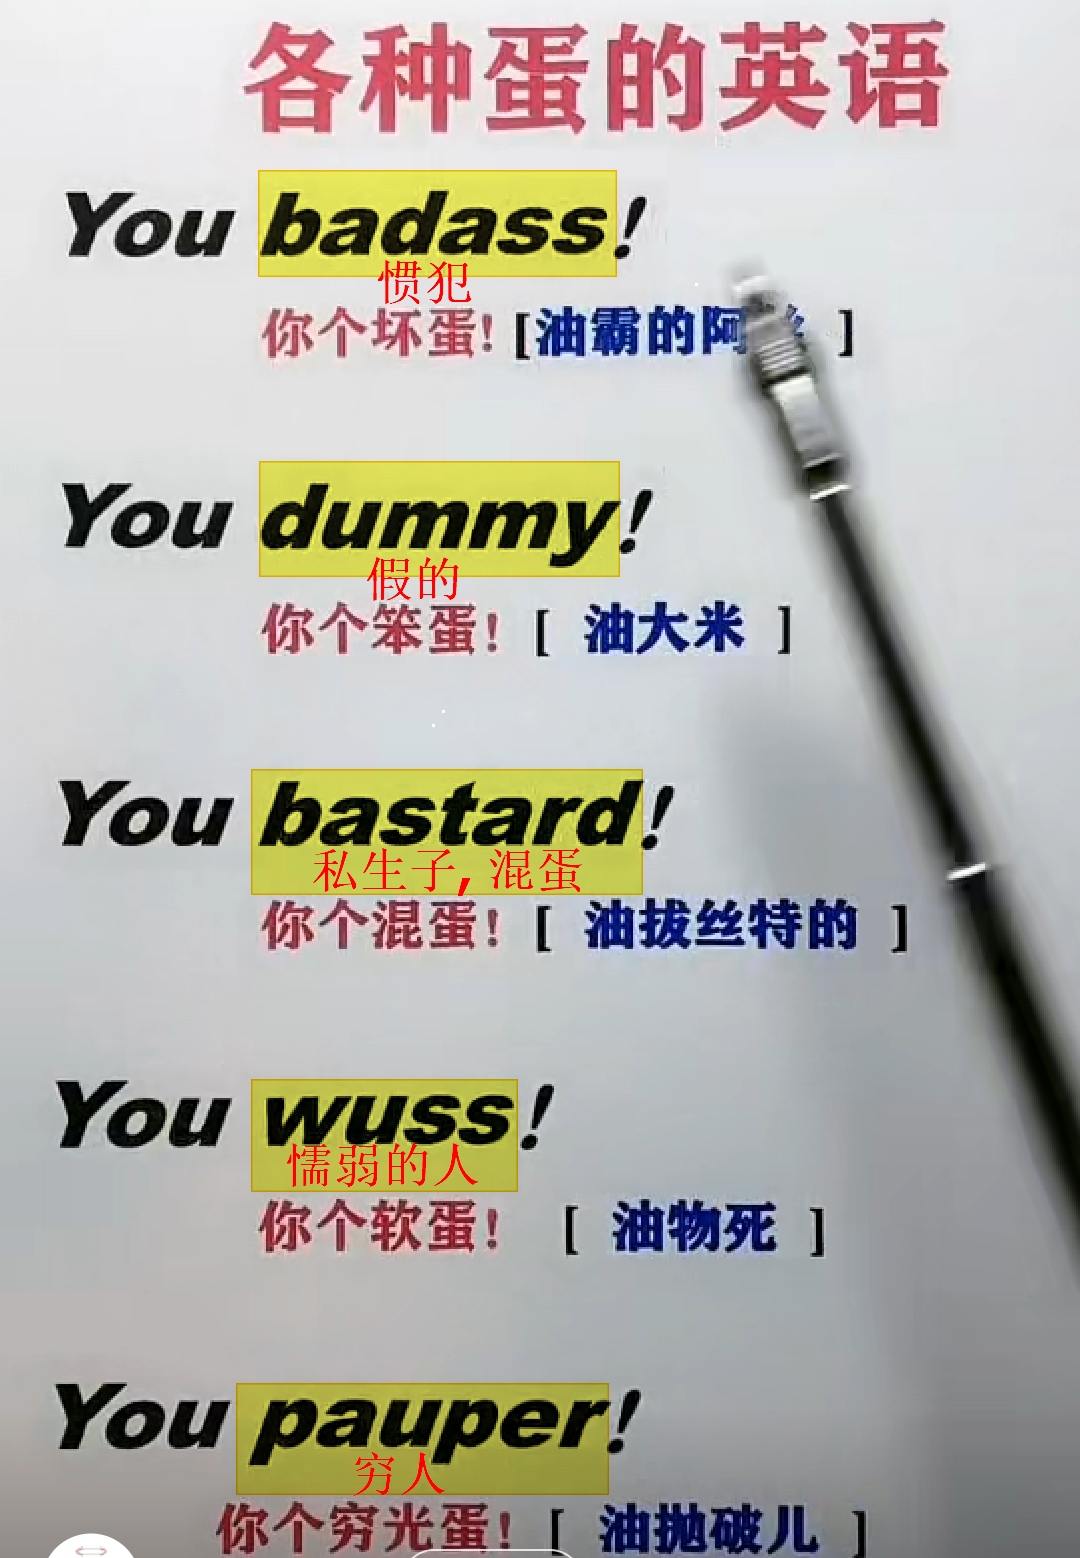 各种蛋的英语
You badass!
惯犯
你个坏蛋! [油霸的阿 ]
You dummy!
假的
你个笨蛋! [ 油大米 ]
You bastard!
私生子, 混蛋
你个混蛋! [ 油拔丝特的 ]
You wuss!
懦弱的人
你个软蛋! [ 油物死 ]
You pauper!
穷人
你个穷光蛋! [ 油抛破儿 ]